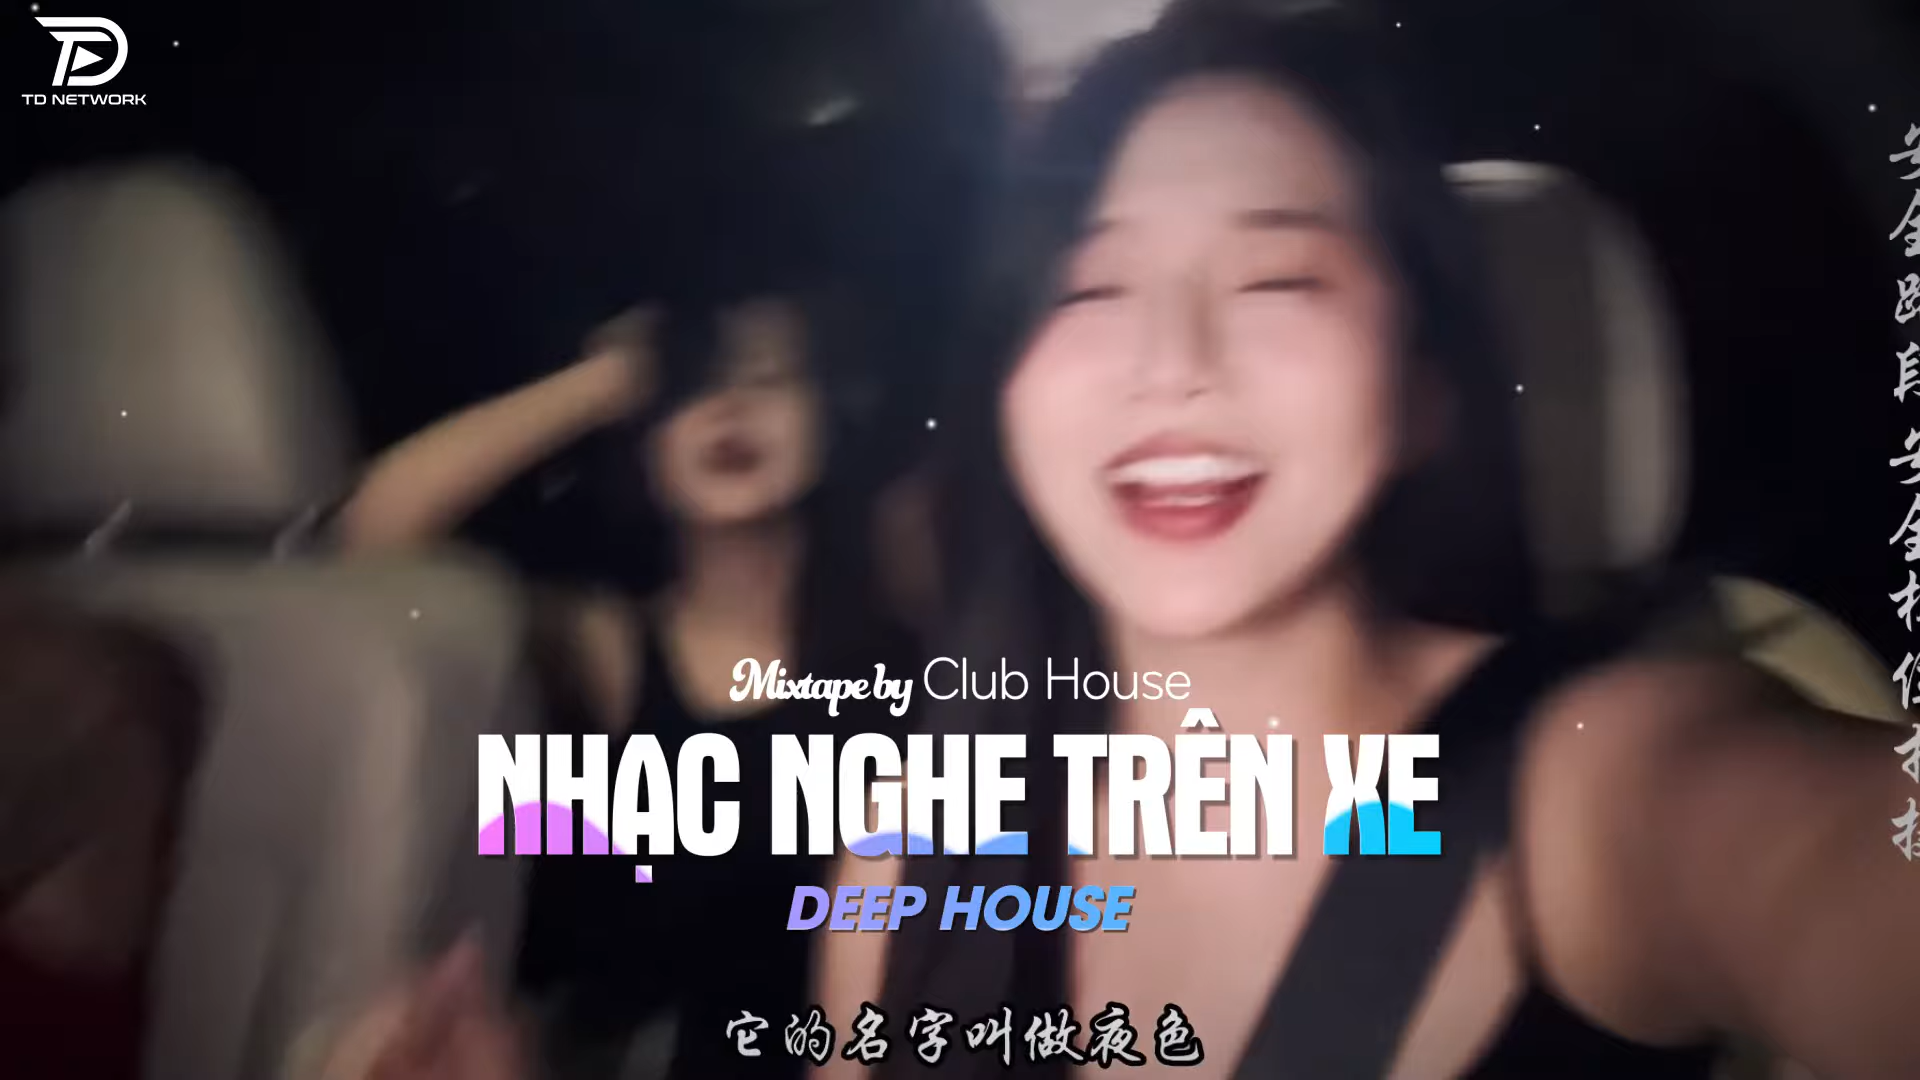 TD NETWORK
Mixtape by Club House
NHẠC NGHE TRÊN XE
DEEP HOUSE
它的名字叫做夜色